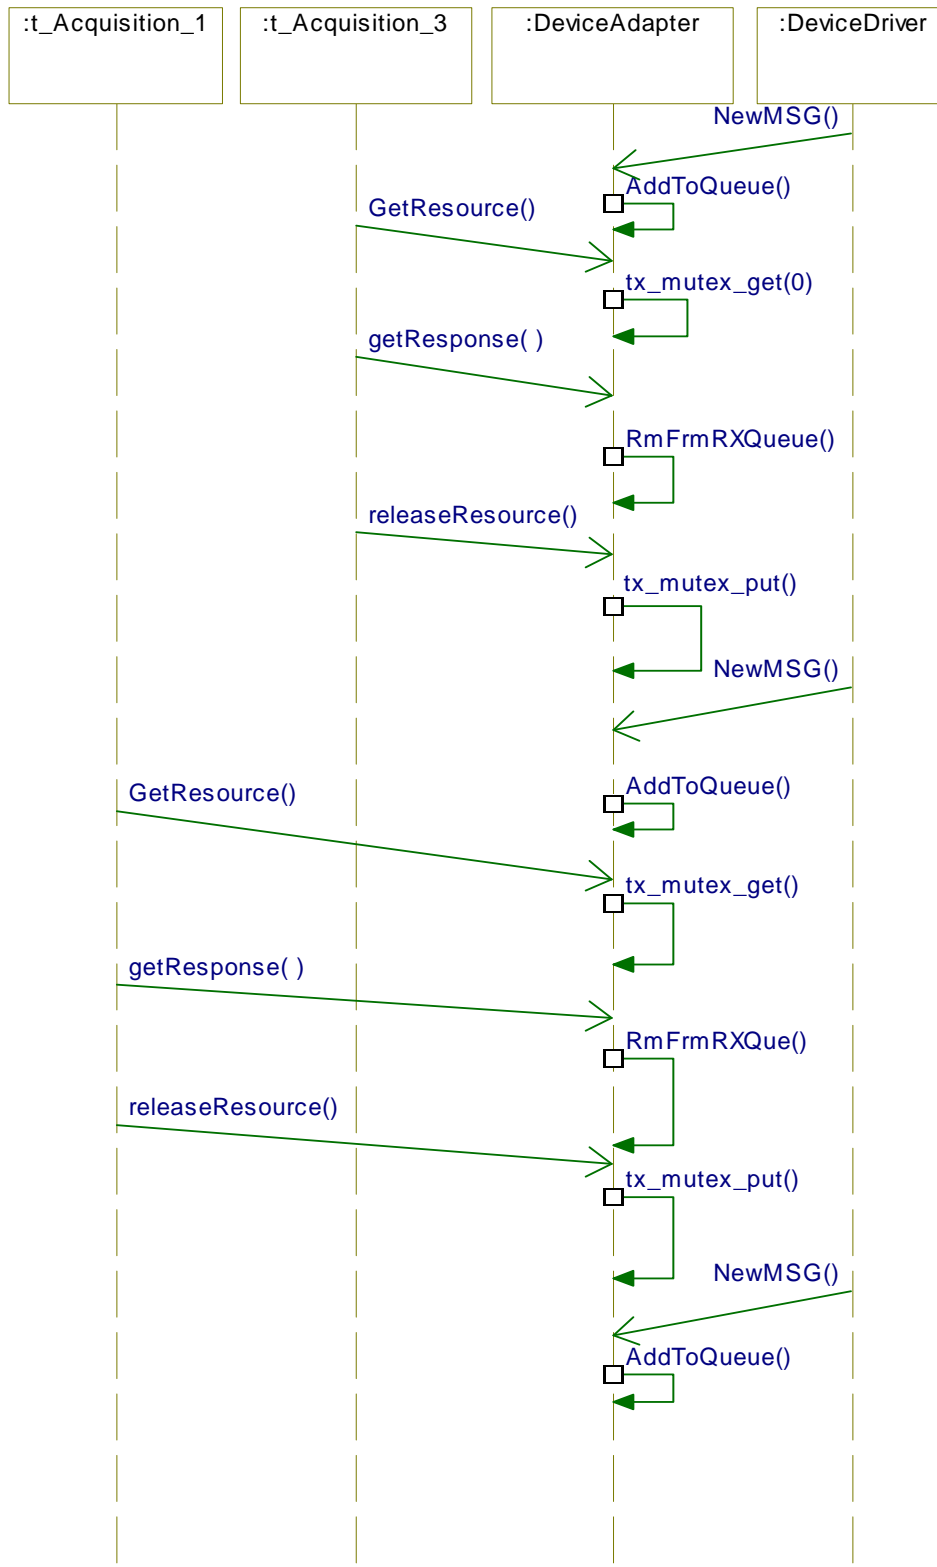 :t_Acquisition_1
:t_Acquisition_3
:DeviceAdapter
:DeviceDriver
NewMSG()
AddToQueue()
GetResource()
tx_mutex_get(0)
getResponse( )
RmFrmRXQueue()
releaseResource()
tx_mutex_put()
NewMSG()
AddToQueue()
GetResource()
tx_mutex_get()
getResponse( )
RmFrmRXQue()
releaseResource()
tx_mutex_put()
NewMSG()
AddToQueue()